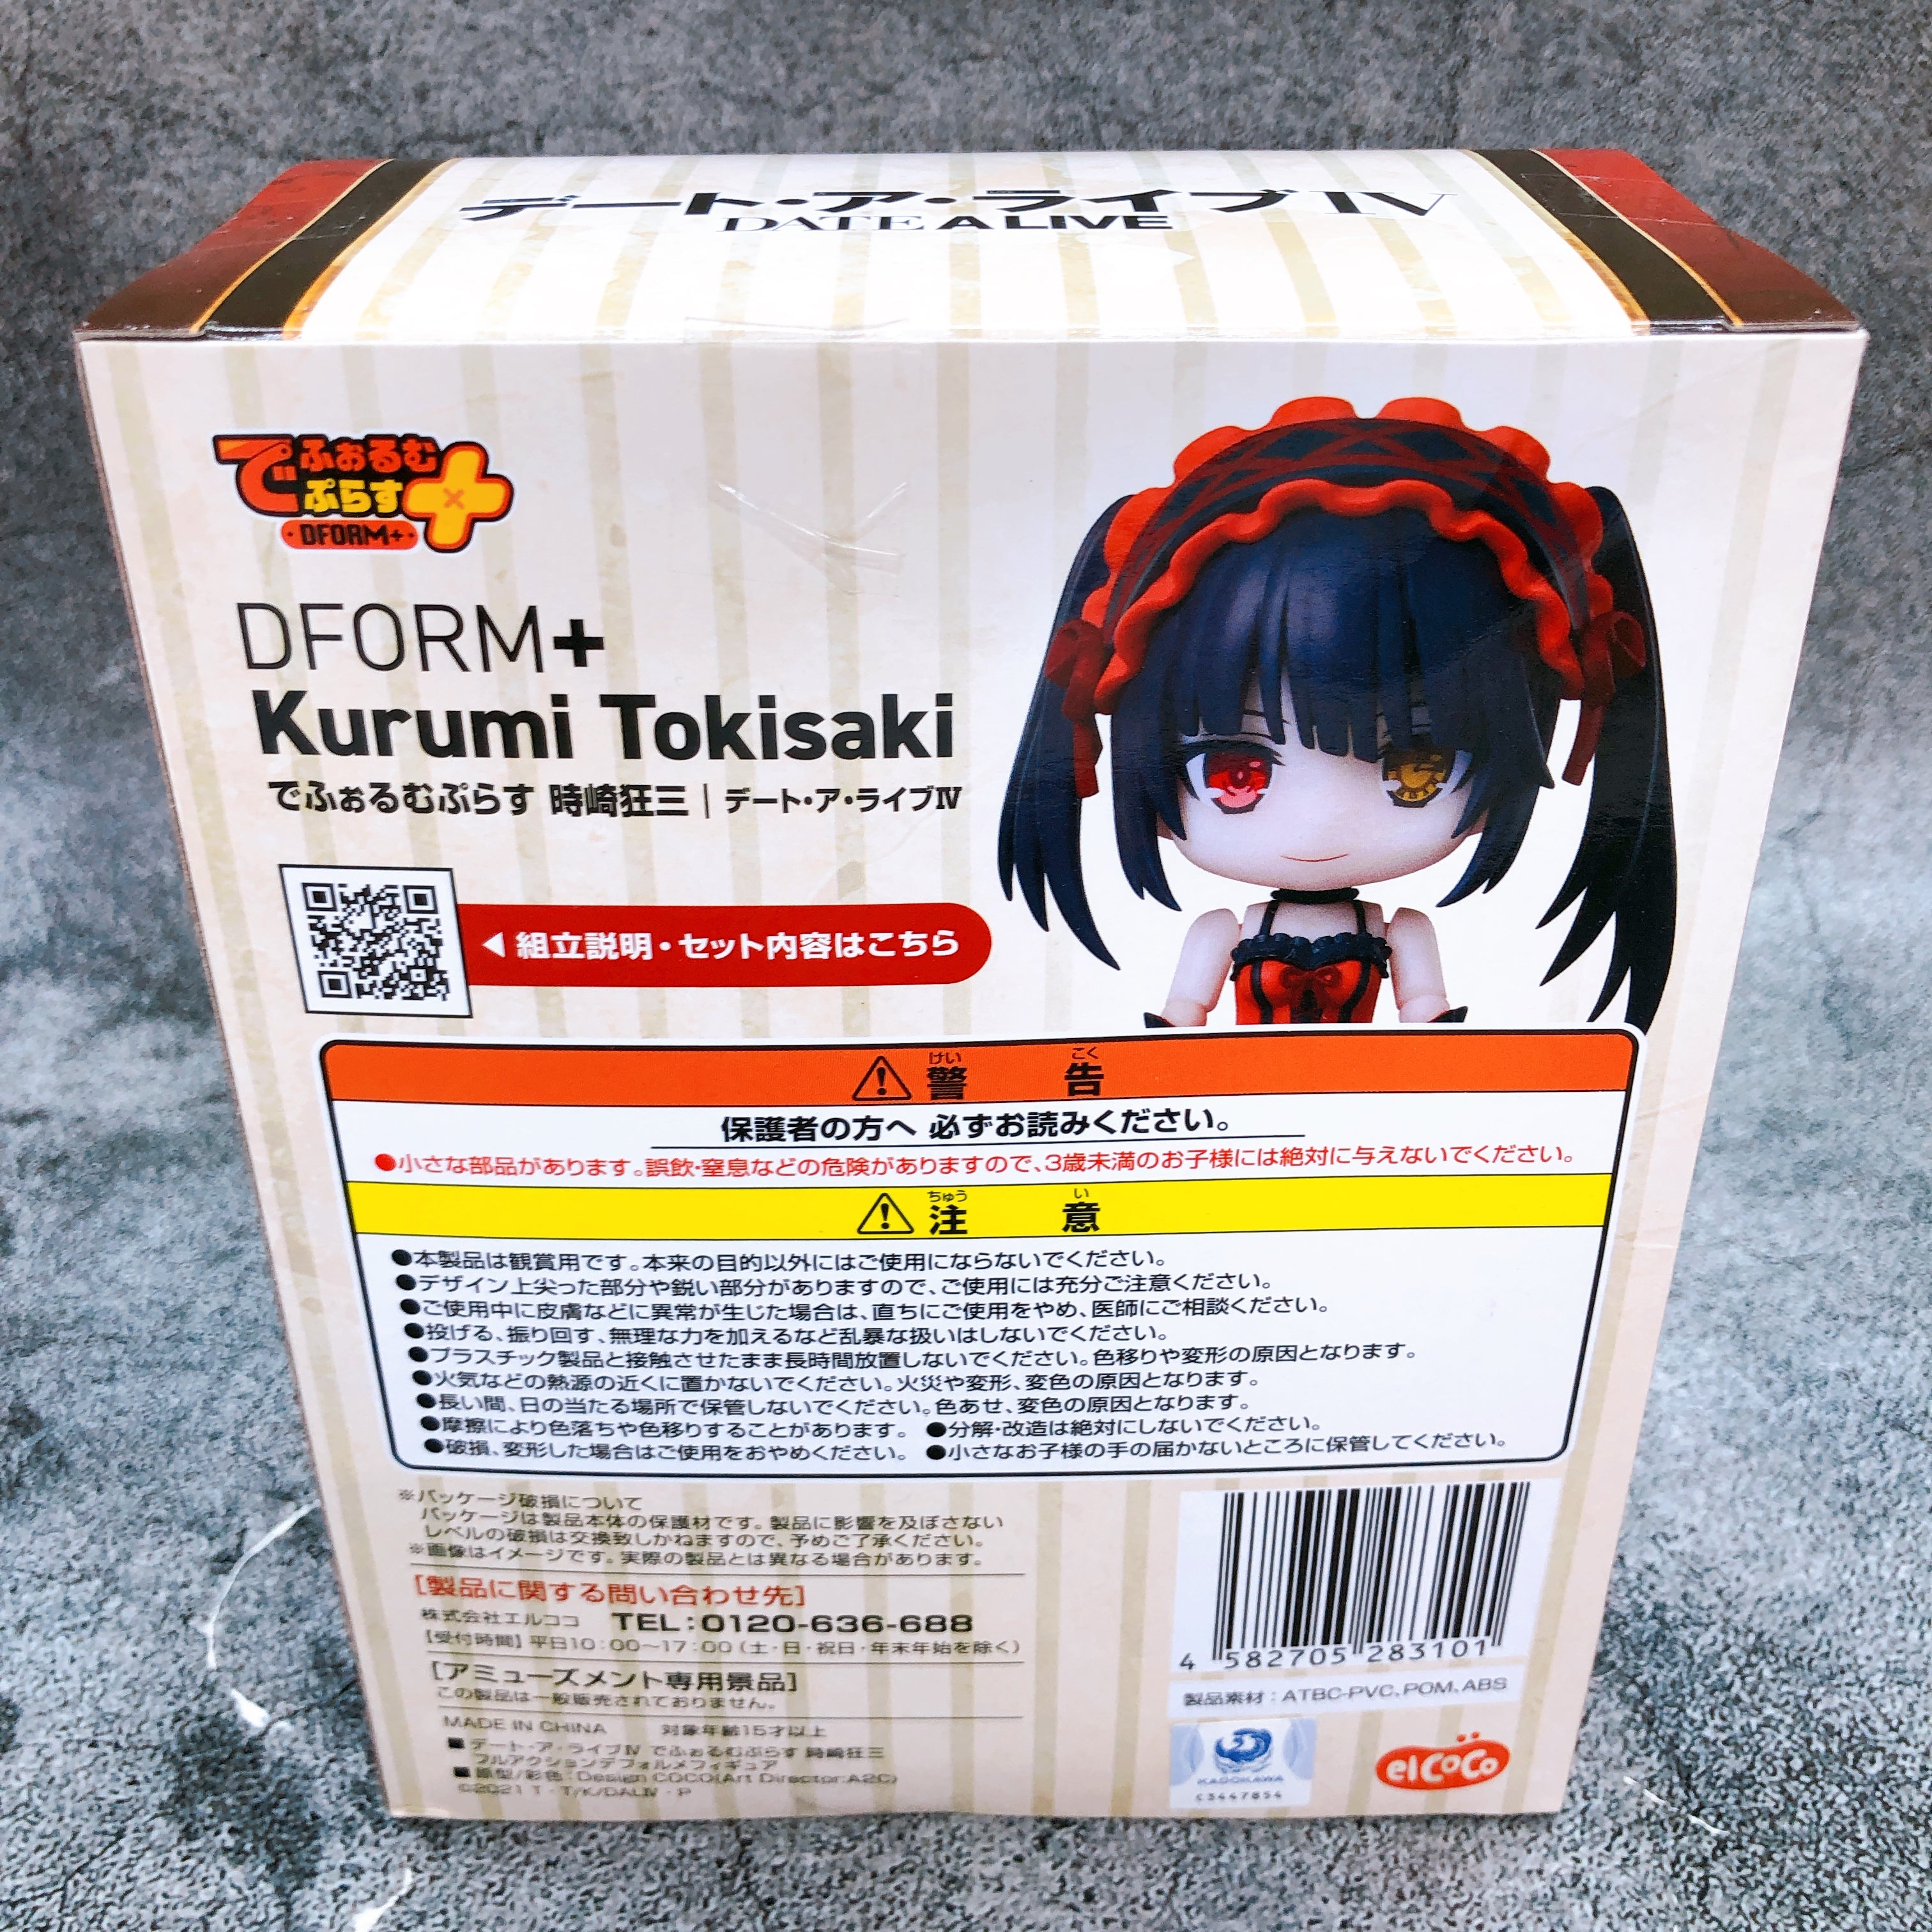 デート・ア・ライブIV
DATE A LIVE
でふぉるむ
ぷらす
DFORM+
DFORM+
Kurumi Tokisaki
でふぉるむぷらす 時崎狂三｜デート・ア・ライブⅣ
◀組立説明・セット内容はこちら
けい こく
⚠警 告
保護者の方へ 必ずお読みください。
●小さな部品があります。誤飲・窒息などの危険がありますので、3歳未満のお子様には絶対に与えないでください。
ちゅう い
⚠注 意
●本製品は観賞用です。本来の目的以外にはご使用にならないでください。
●デザイン上尖った部分や鋭い部分がありますので、ご使用には充分ご注意ください。
●ご使用中に皮膚などに異常が生じた場合は、直ちにご使用をやめ、医師にご相談ください。
●投げる、振り回す、無理な力を加えるなど乱暴な扱いはしないでください。
●プラスチック製品と接触させたまま長時間放置しないでください。色移りや変形の原因となります。
●火気などの熱源の近くに置かないでください。火災や変形、変色の原因となります。
●長い間、日の当たる場所で保管しないでください。色あせ、変色の原因となります。
●摩擦により色落ちや色移りすることがあります。 ●分解・改造は絶対にしないでください。
●破損、変形した場合はご使用をおやめください。 ●小さなお子様の手の届かないところに保管してください。
※パッケージ破損について
パッケージは製品本体の保護材です。製品に影響を及ぼさない
レベルの破損は交換致しかねますので、予めご了承ください。
※画像はイメージです。実際の製品とは異なる場合があります。
[製品に関する問い合わせ先]
株式会社エルココ TEL:0120-636-688
【受付時間】平日10:00〜17:00（土・日・祝日・年末年始を除く）
[アミューズメント専用景品]
この製品は一般販売されておりません。
MADE IN CHINA 対象年齢15才以上
■デート・ア・ライブⅣ でふぉるむぷらす 時崎狂三
フルアクションデフォルメフィギュア
■原型/彩色：Design COCO(Art Director:A2C)
©2021 T・T/K/DALⅣ・P
4 582705 283101
製品素材：ATBC-PVC、POM、ABS
KADOKAWA
C3447854
elCoCo